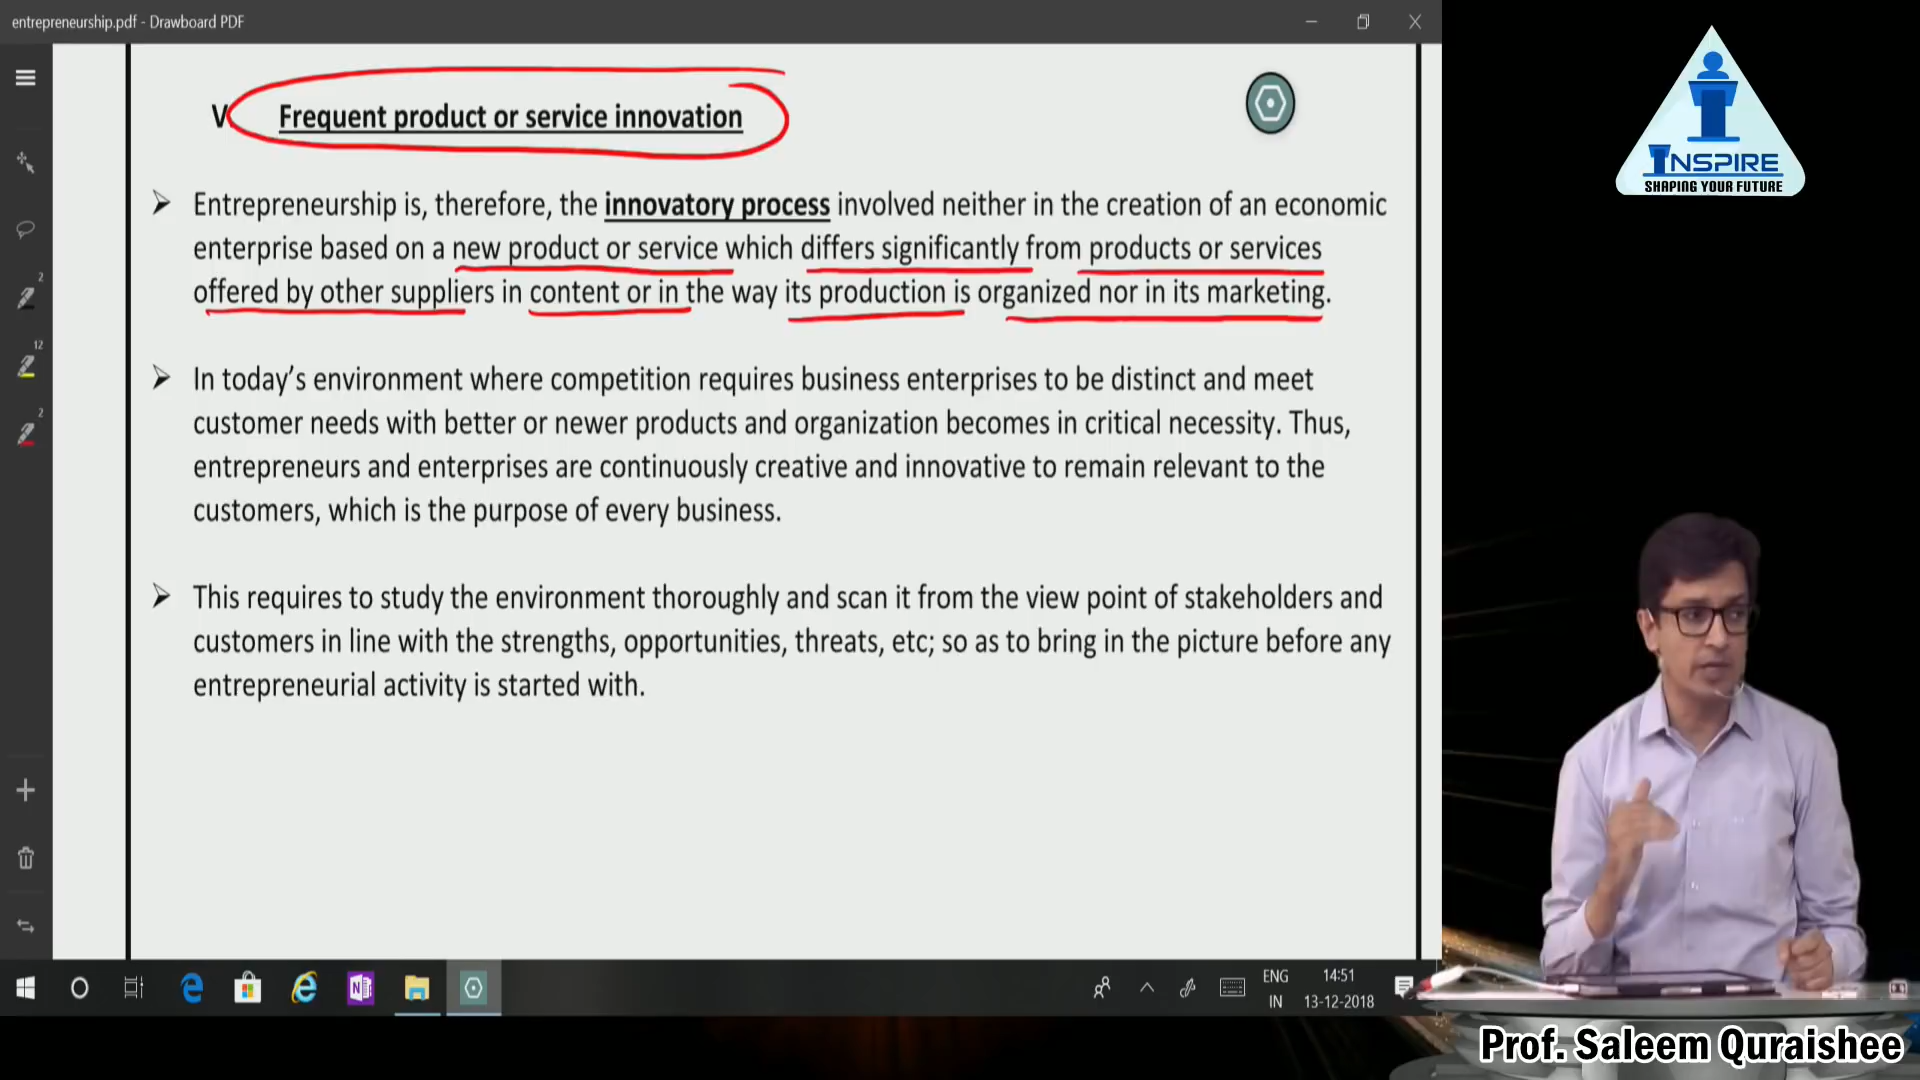 entrepreneurship.pdf - Drawboard PDF
V
Frequent product or service innovation
Entrepreneurship is, therefore, the innovatory process involved neither in the creation of an economic
enterprise based on a new product or service which differs significantly from products or services
offered by other suppliers in content or in the way its production is organized nor in its marketing.
In today's environment where competition requires business enterprises to be distinct and meet
customer needs with better or newer products and organization becomes in critical necessity. Thus,
entrepreneurs and enterprises are continuously creative and innovative to remain relevant to the
customers, which is the purpose of every business.
This requires to study the environment thoroughly and scan it from the view point of stakeholders and
customers in line with the strengths, opportunities, threats, etc; so as to bring in the picture before any
entrepreneurial activity is started with.
2
12
2
INSPIRE
SHAPING YOUR FUTURE
ENG
IN
14:51
13-12-2018
Prof. Saleem Quraishee